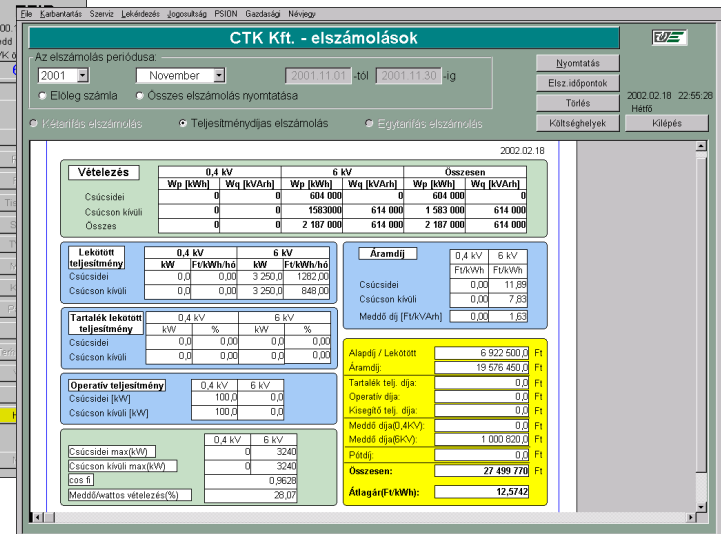 File Karbantartás Szerviz Lekérdezés Jogosultság PSION Gazdasági Névjegy
CTK Kft. - elszámolások
Az elszámolás periódusa:
2001 November 2001.11.01 -tól 2001.11.30 -ig
Előleg számla Összes elszámolás nyomtatása
Kétarifás elszámolás Teljesítménydíjas elszámolás Egytarifás elszámolás
Nyomtatás
Elsz.időpontok
Törlés
Költséghelyek
2002.02.18 22:55:28
Hétfő
Kilépés
2002.02.18
Vételezés 0,4 kV 6 kV Összesen
Wp [kWh] Wq [kVArh] Wp [kWh] Wq [kVArh] Wp [kWh] Wq [kVArh]
Csúcsidei 0 0 604 000 604 000 0
Csúcson kívüli 0 0 1583000 614 000 1 583 000 614 000
Összes 0 0 2 187 000 614 000 2 187 000 614 000
Lekötött teljesítmény 0,4 kV 6 kV
kW Ft/kWh/hó kW Ft/kWh/hó
Csúcsidei 0,0 0,00 3 250,0 1282,00
Csúcson kívüli 0,0 0,00 3 250,0 848,00
Áramdíj 0,4 kV 6 kV
Ft/kWh Ft/kWh
Csúcsidei 0,00 11,89
Csúcson kívüli 0,00 7,83
Meddő díj [Ft/kVArh] 0,00 1,63
Tartalék lekötött teljesítmény 0,4 kV 6 kV
kW % kW %
Csúcsidei 0,0 0,00 0,0 0,00
Csúcson kívüli 0,0 0,00 0,0 0,00
Operatív teljesítmény 0,4 kV 6 kV
Csúcsidei [kW] 100,0 0,0
Csúcson kívüli [kW] 100,0 0,0
0,4 kV 6 kV
Csúcsidei max(kW) 0 3240
Csúcson kívüli max(kW) 0 3240
cos fi 0,9628
Meddő/wattos vételezés(%) 28,07
Alapdíj / Lekötött 6 922 500,0 Ft
Áramdíj: 19 576 450,0 Ft
Tartalék telj. díja: 0,0 Ft
Operatív díja: 0,0 Ft
Kisegítő telj. díja: 0,0 Ft
Meddő díja(0,4KV): 0,0 Ft
Meddő díja(6KV): 1 000 820,0 Ft
Pótdíj: 0,0 Ft
Összesen: 27 499 770 Ft
Átlagár(Ft/kWh): 12,5742